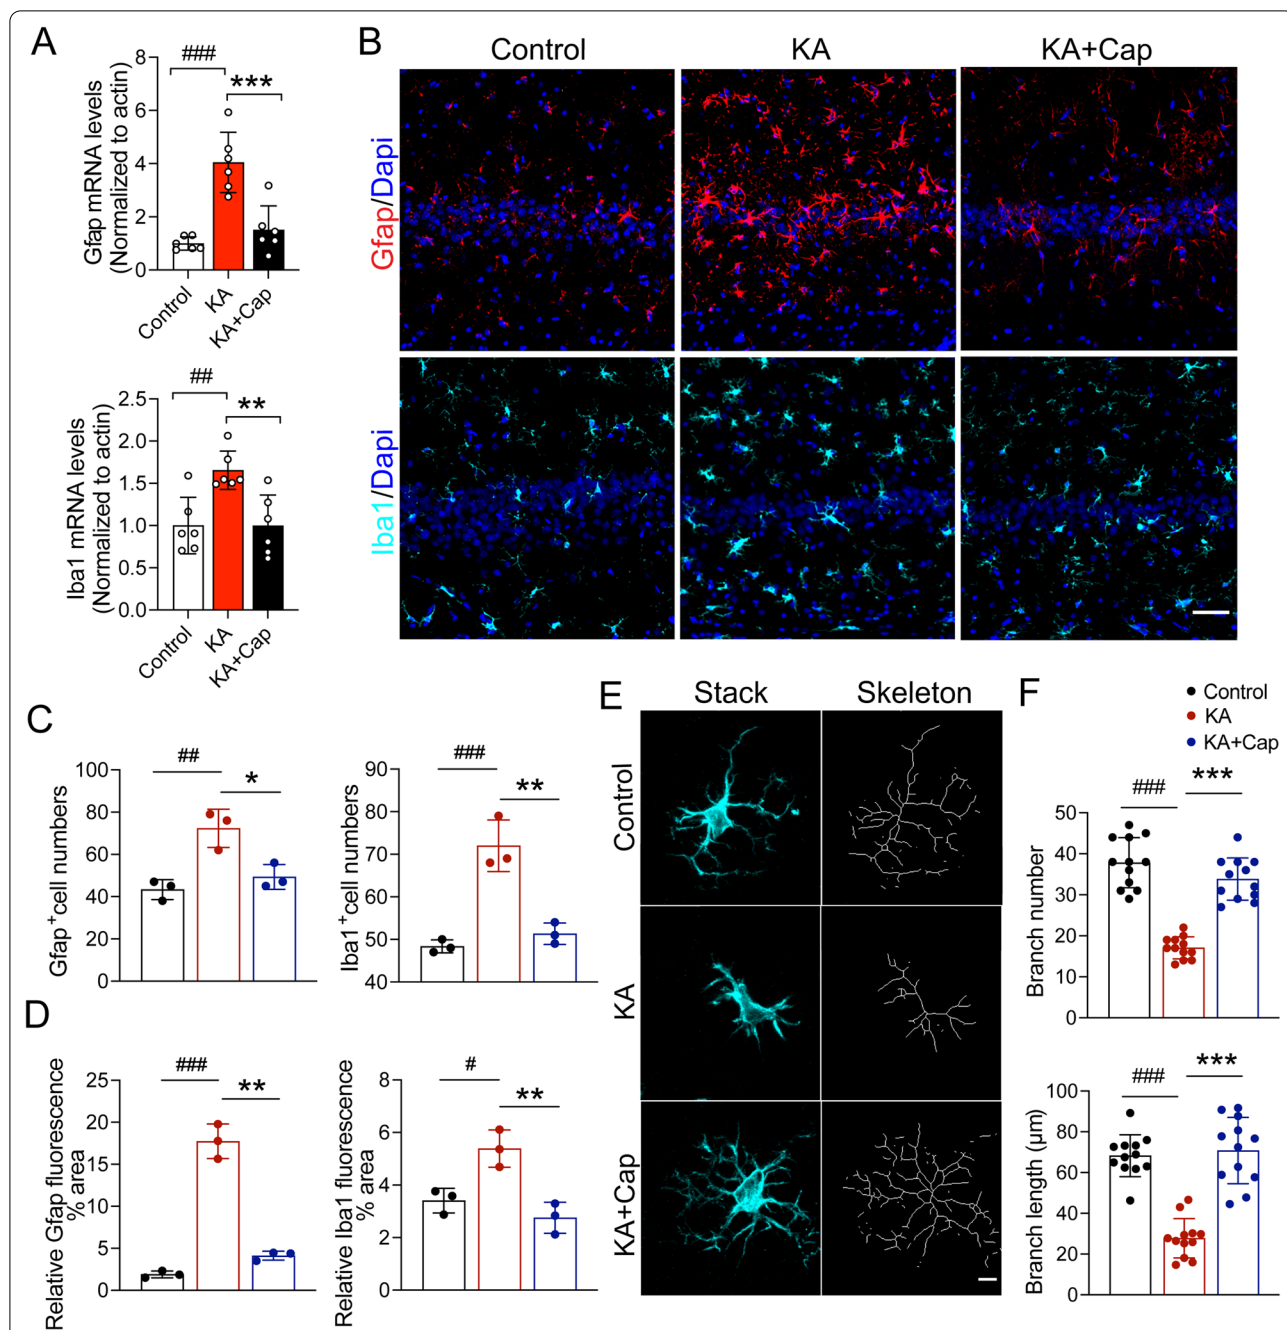 A
Gfap mRNA levels
(Normalized to actin)
8
6
4
2
0
###
***
Control
KA
KA+Cap
Iba1 mRNA levels
(Normalized to actin)
2.5
2.0
1.5
1.0
0.5
0.0
##
**
Control
KA
KA+Cap
B
Control
KA
KA+Cap
Gfap/Dapi
Iba1/Dapi
C
Gfap+cell numbers
100
80
60
40
20
0
##
*
Iba1+cell numbers
90
80
70
60
50
40
###
**
D
Relative Gfap fluorescence
% area
25
20
15
10
5
0
###
**
Relative Iba1 fluorescence
% area
8
6
4
2
0
#
**
E
Stack
Skeleton
Control
KA
KA+Cap
F
Control
KA
KA+Cap
Branch number
50
40
30
20
10
0
###
***
Branch length (μm)
100
80
60
40
20
0
###
***